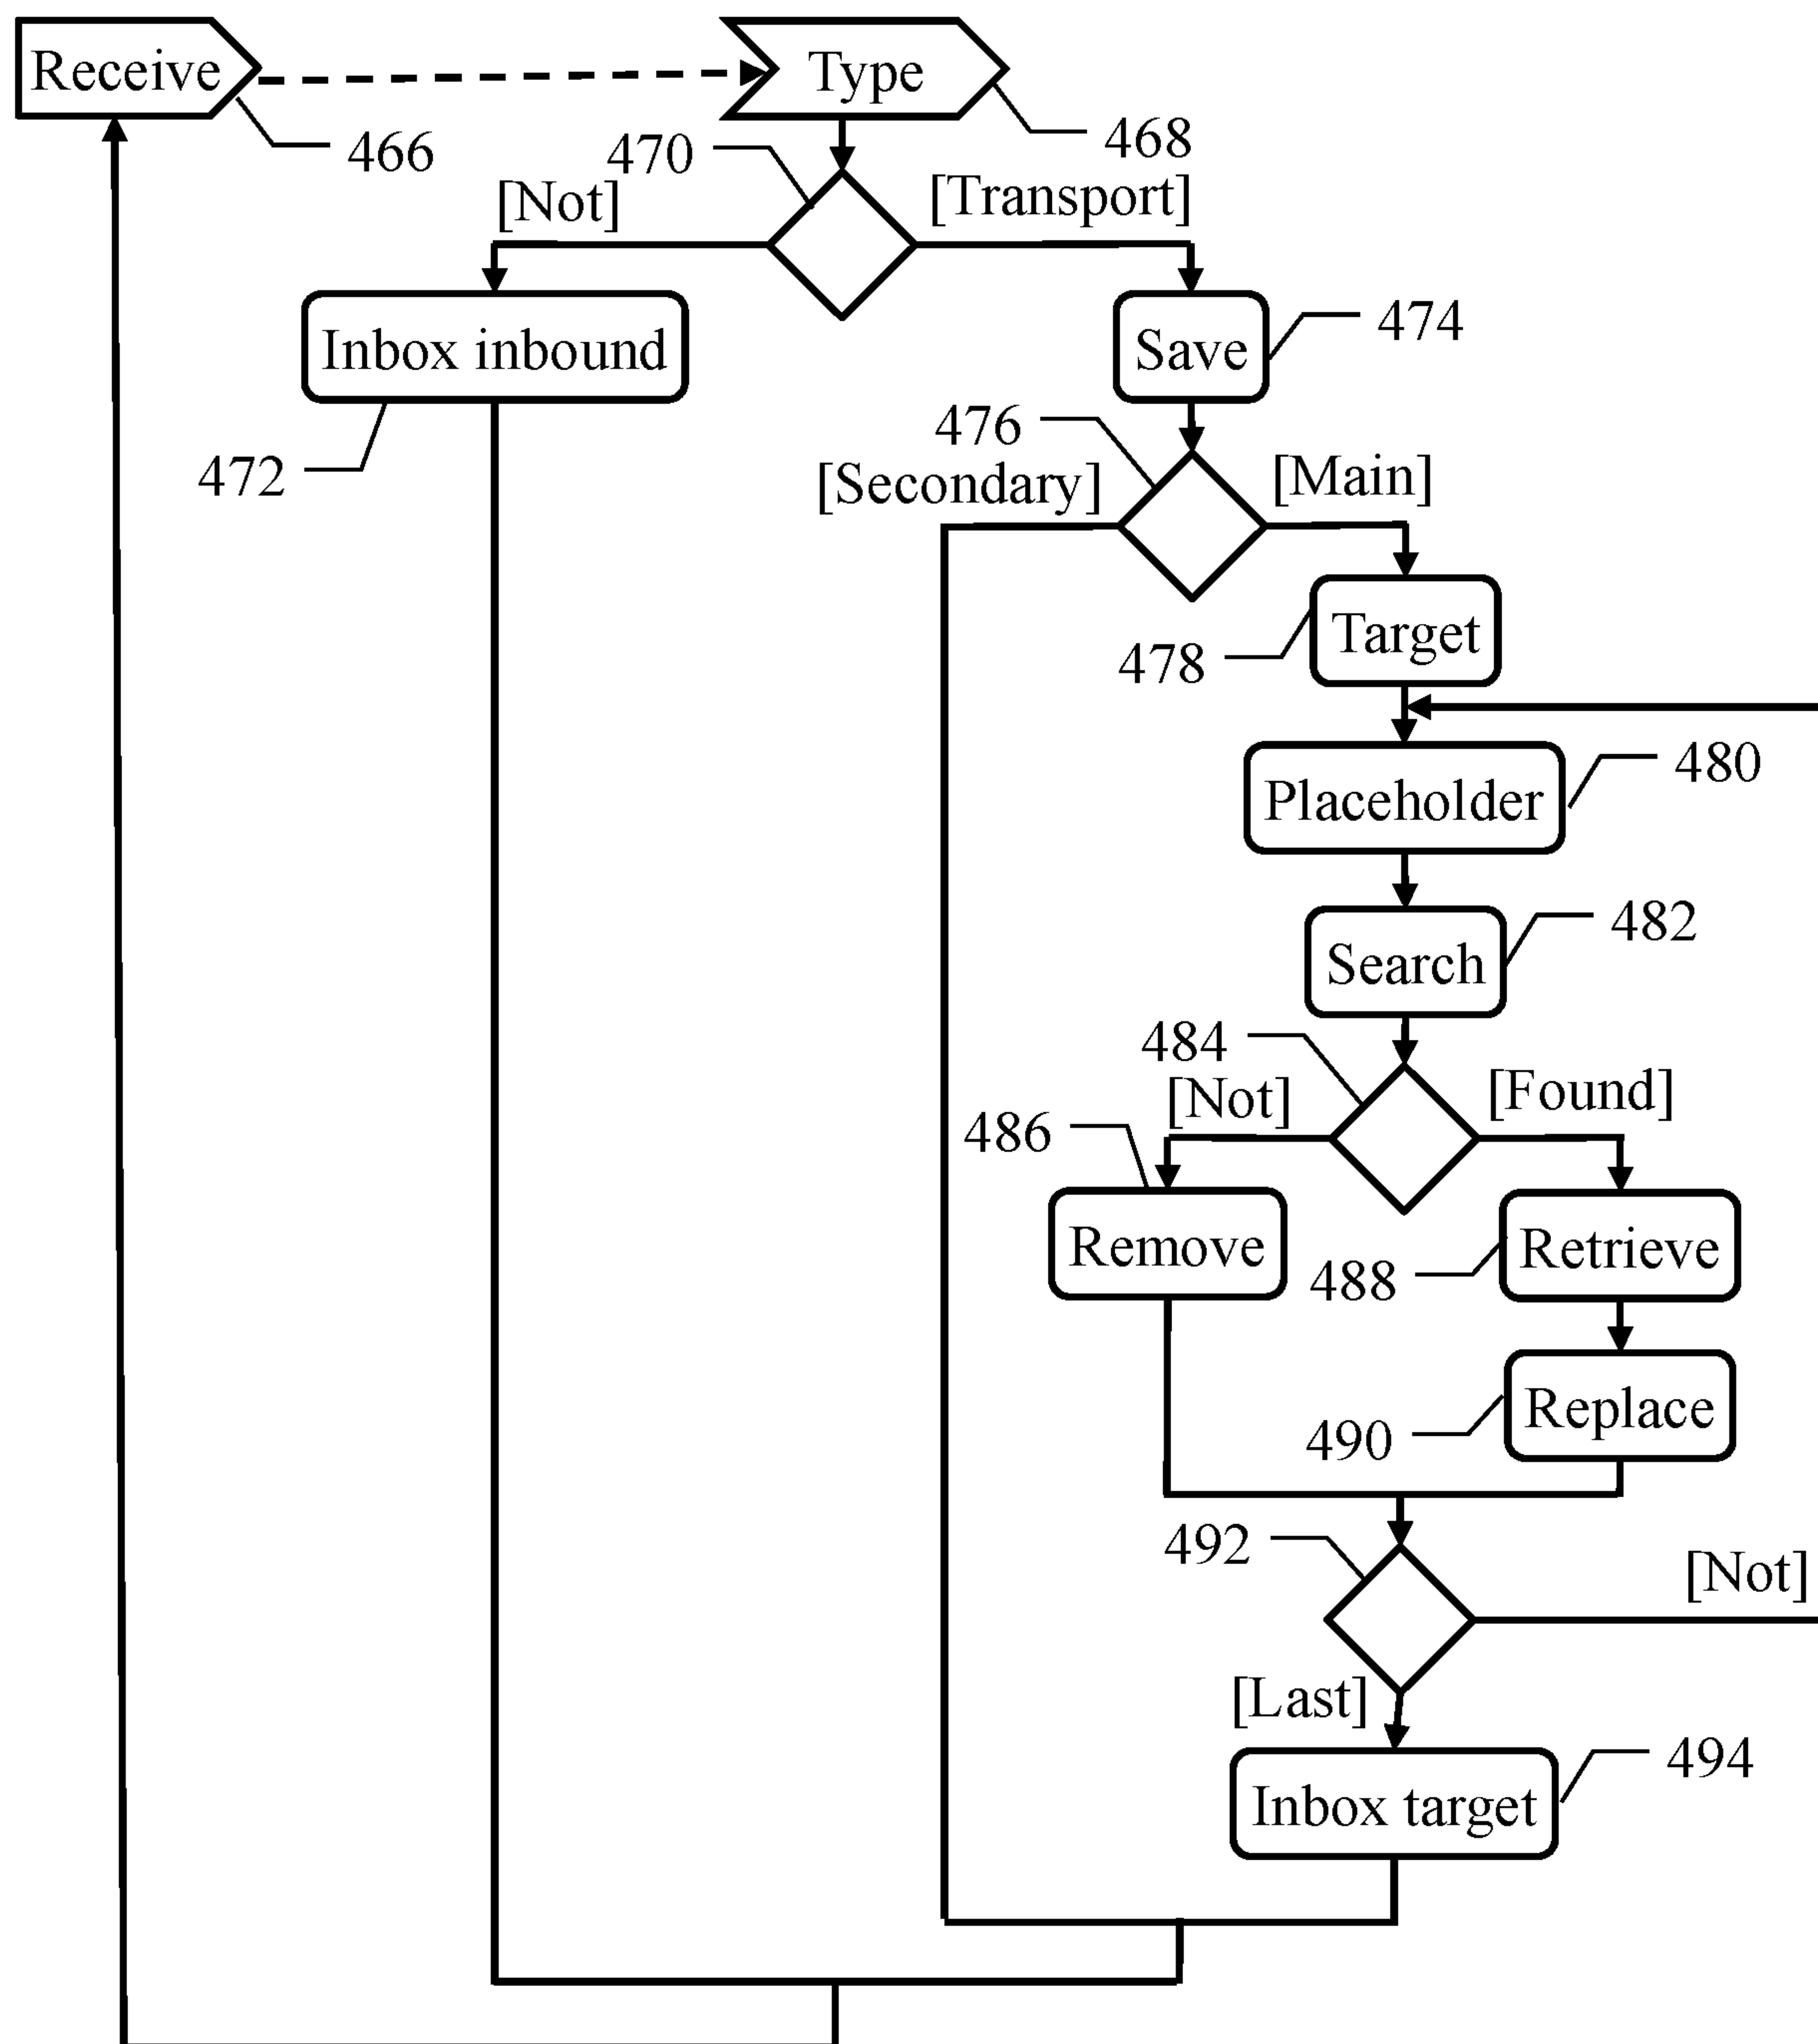 Receive
Type
466
470
468
[Not]
[Transport]
Inbox inbound
Save
474
476
472
[Secondary]
[Main]
Target
478
480
Placeholder
482
Search
484
[Not]
[Found]
486
Remove
Retrieve
488
Replace
490
492
[Not]
[Last]
494
Inbox target